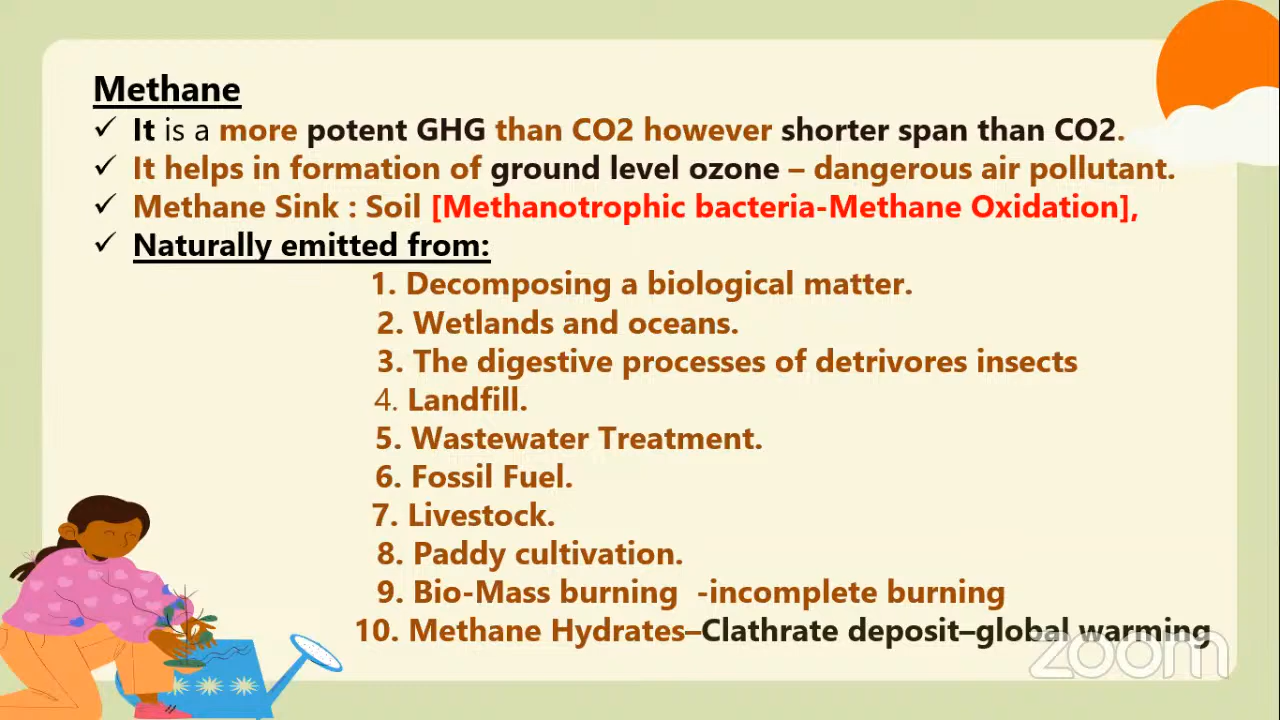 Methane
✓ It is a more potent GHG than CO2 however shorter span than CO2.
✓ It helps in formation of ground level ozone – dangerous air pollutant.
✓ Methane Sink : Soil [Methanotrophic bacteria-Methane Oxidation],
✓ Naturally emitted from:
1. Decomposing a biological matter.
2. Wetlands and oceans.
3. The digestive processes of detrivores insects
4. Landfill.
5. Wastewater Treatment.
6. Fossil Fuel.
7. Livestock.
8. Paddy cultivation.
9. Bio-Mass burning -incomplete burning
10. Methane Hydrates–Clathrate deposit–global warming
zoom